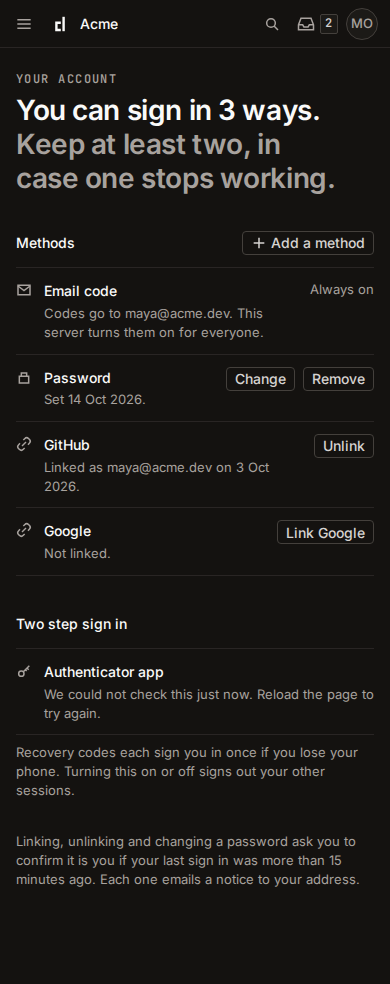 Acme
2
MO
YOUR ACCOUNT
You can sign in 3 ways.
Keep at least two, in
case one stops working.
Methods
+ Add a method
Email code
Always on
Codes go to maya@acme.dev. This
server turns them on for everyone.
Password
Change
Remove
Set 14 Oct 2026.
GitHub
Unlink
Linked as maya@acme.dev on 3 Oct
2026.
Google
Link Google
Not linked.
Two step sign in
Authenticator app
We could not check this just now. Reload the page to
try again.
Recovery codes each sign you in once if you lose your
phone. Turning this on or off signs out your other
sessions.
Linking, unlinking and changing a password ask you to
confirm it is you if your last sign in was more than 15
minutes ago. Each one emails a notice to your address.